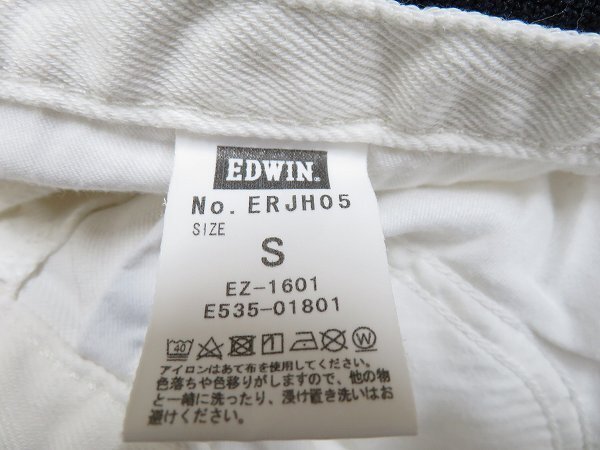 EDWIN.
No. ERJH05
SIZE
S
EZ-1601
E535-01801
40 W
アイロンはあて布を使用してください。
色落ちや色移りがしますので、他の物
と一緒に洗ったり、浸け置き洗いはお
避けください。